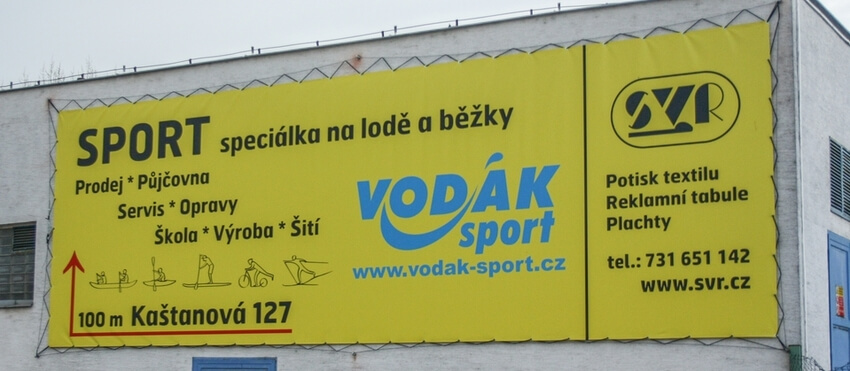 SPORT speciálka na lodě a běžky
Prodej * Půjčovna
Servis * Opravy
Škola * Výroba * Šití
VODÁK
sport
www.vodak-sport.cz
100 m Kaštanová 127
SVR
Potisk textilu
Reklamní tabule
Plachty
tel.: 731 651 142
www.svr.cz